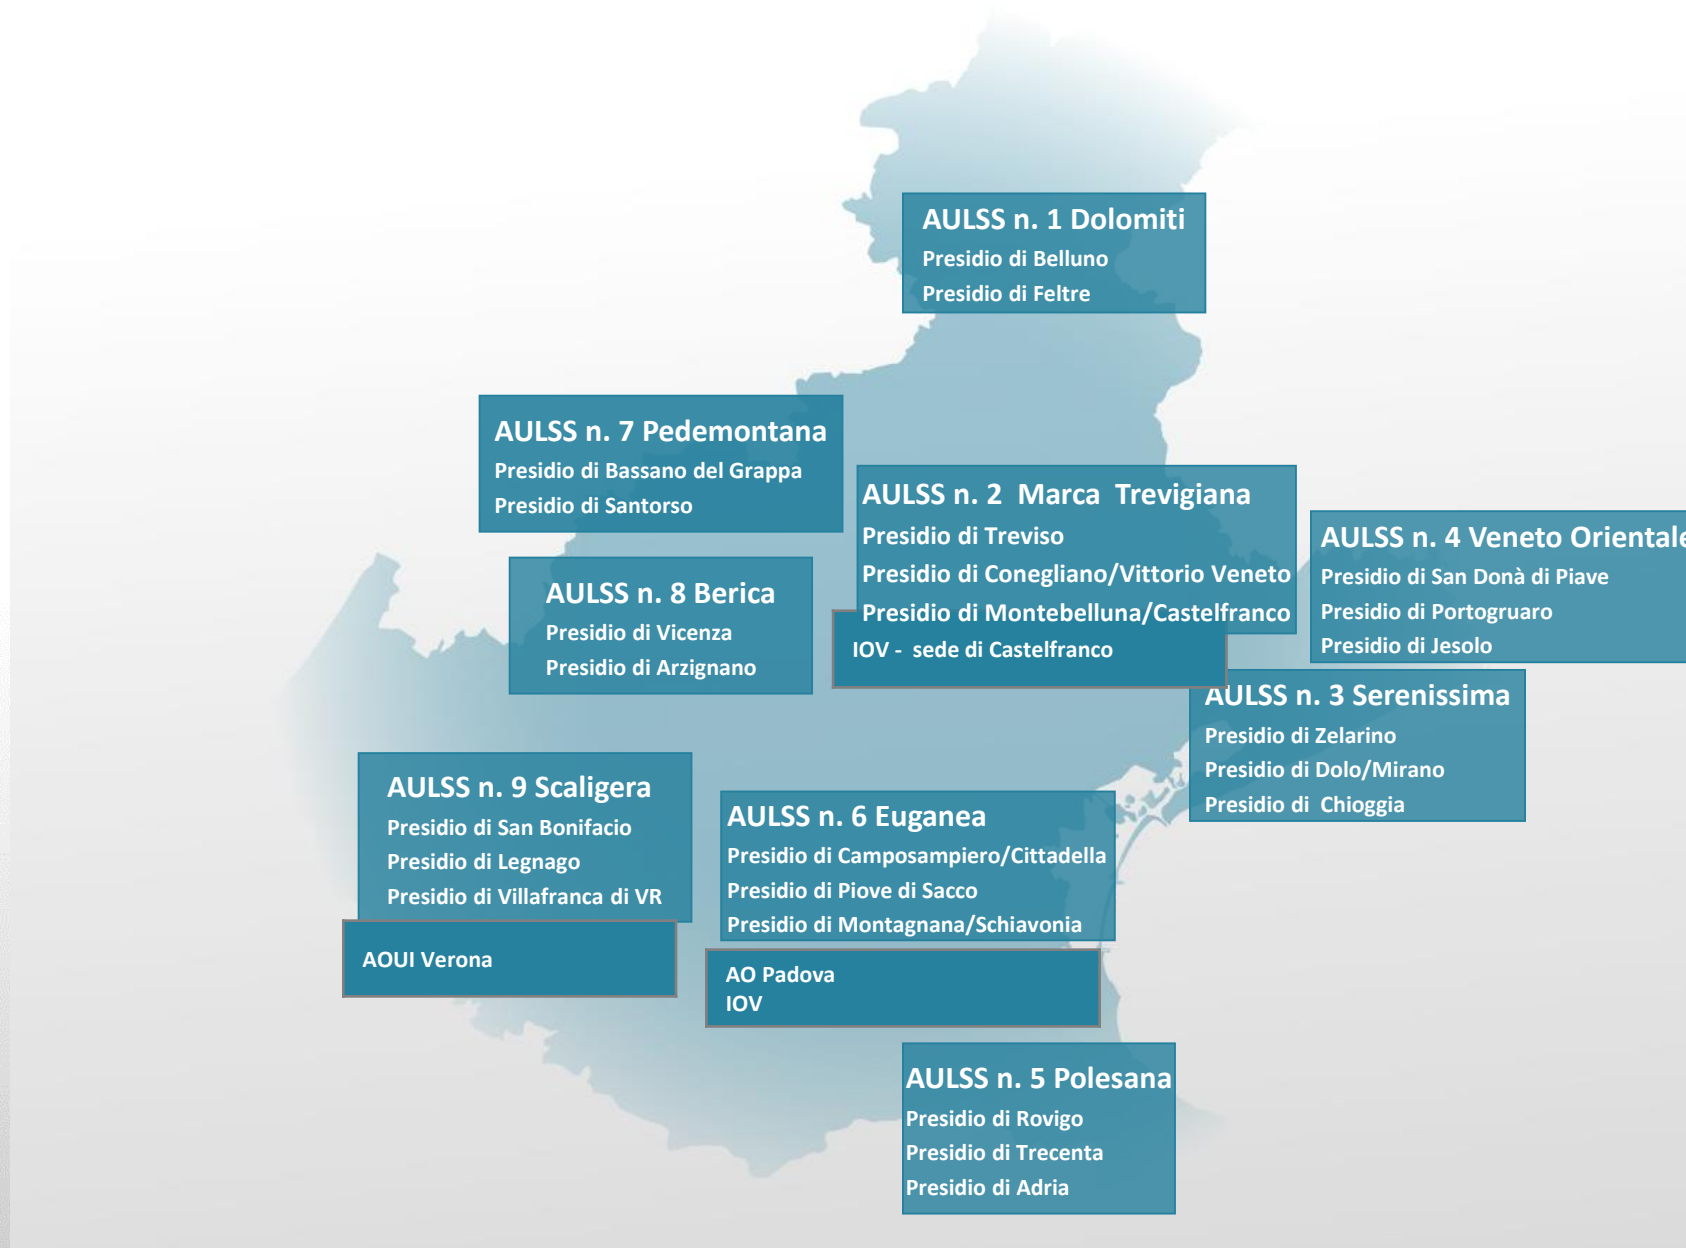 AULSS n. 1 Dolomiti
Presidio di Belluno
Presidio di Feltre
AULSS n. 7 Pedemontana
Presidio di Bassano del Grappa
Presidio di Santorso
AULSS n. 2 Marca Trevigiana
Presidio di Treviso
Presidio di Conegliano/Vittorio Veneto
Presidio di Montebelluna/Castelfranco
IOV - sede di Castelfranco
AULSS n. 4 Veneto Orientale
Presidio di San Donà di Piave
Presidio di Portogruaro
Presidio di Jesolo
AULSS n. 8 Berica
Presidio di Vicenza
Presidio di Arzignano
AULSS n. 3 Serenissima
Presidio di Zelarino
Presidio di Dolo/Mirano
Presidio di Chioggia
AULSS n. 9 Scaligera
Presidio di San Bonifacio
Presidio di Legnago
Presidio di Villafranca di VR
AOUI Verona
AULSS n. 6 Euganea
Presidio di Camposampiero/Cittadella
Presidio di Piove di Sacco
Presidio di Montagnana/Schiavonia
AO Padova
IOV
AULSS n. 5 Polesana
Presidio di Rovigo
Presidio di Trecenta
Presidio di Adria